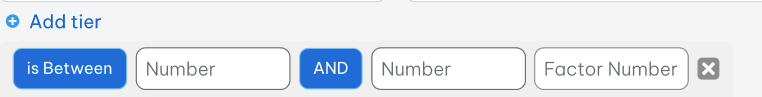 Add tier
is Between Number AND Number Factor Number